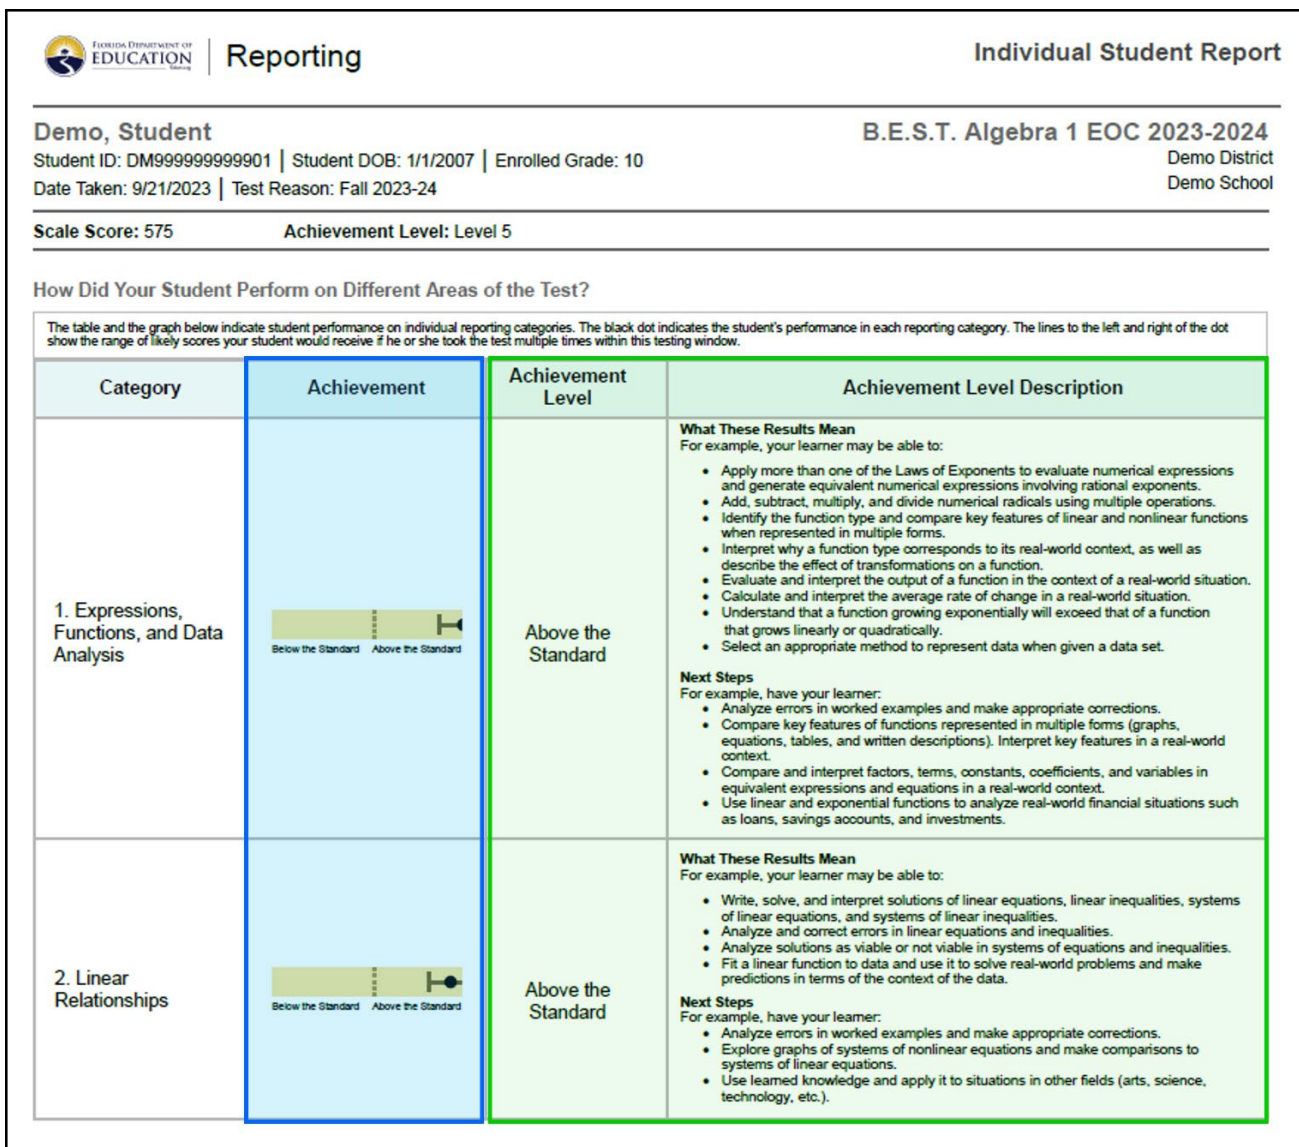 FLORIDA DEPARTMENT OF
EDUCATION
fldoe.org
Reporting
Individual Student Report
Demo, Student
B.E.S.T. Algebra 1 EOC 2023-2024
Student ID: DM999999999901 | Student DOB: 1/1/2007 | Enrolled Grade: 10
Demo District
Date Taken: 9/21/2023 | Test Reason: Fall 2023-24
Demo School
Scale Score: 575
Achievement Level: Level 5
How Did Your Student Perform on Different Areas of the Test?
The table and the graph below indicate student performance on individual reporting categories. The black dot indicates the student's performance in each reporting category. The lines to the left and right of the dot
show the range of likely scores your student would receive if he or she took the test multiple times within this testing window.
Category
Achievement
Achievement
Level
Achievement Level Description
1. Expressions,
Functions, and Data
Analysis
Below the Standard
Above the Standard
Above the
Standard
What These Results Mean
For example, your learner may be able to:
• Apply more than one of the Laws of Exponents to evaluate numerical expressions
and generate equivalent numerical expressions involving rational exponents.
• Add, subtract, multiply, and divide numerical radicals using multiple operations.
• Identify the function type and compare key features of linear and nonlinear functions
when represented in multiple forms.
• Interpret why a function type corresponds to its real-world context, as well as
describe the effect of transformations on a function.
• Evaluate and interpret the output of a function in the context of a real-world situation.
• Calculate and interpret the average rate of change in a real-world situation.
• Understand that a function growing exponentially will exceed that of a function
that grows linearly or quadratically.
• Select an appropriate method to represent data when given a data set.
Next Steps
For example, have your learner:
• Analyze errors in worked examples and make appropriate corrections.
• Compare key features of functions represented in multiple forms (graphs,
equations, tables, and written descriptions). Interpret key features in a real-world
context.
• Compare and interpret factors, terms, constants, coefficients, and variables in
equivalent expressions and equations in a real-world context.
• Use linear and exponential functions to analyze real-world financial situations such
as loans, savings accounts, and investments.
2. Linear
Relationships
Below the Standard
Above the Standard
Above the
Standard
What These Results Mean
For example, your learner may be able to:
• Write, solve, and interpret solutions of linear equations, linear inequalities, systems
of linear equations, and systems of linear inequalities.
• Analyze and correct errors in linear equations and inequalities.
• Analyze solutions as viable or not viable in systems of equations and inequalities.
• Fit a linear function to data and use it to solve real-world problems and make
predictions in terms of the context of the data.
Next Steps
For example, have your learner:
• Analyze errors in worked examples and make appropriate corrections.
• Explore graphs of systems of nonlinear equations and make comparisons to
systems of linear equations.
• Use learned knowledge and apply it to situations in other fields (arts, science,
technology, etc.).